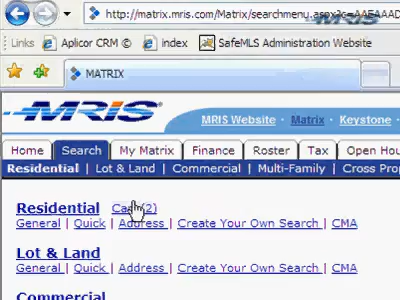 http://matrix.mris.com/Matrix/searchmenu.aspx?c=AAEAAAD
Links Aplicor CRM © index SafeMLS Administration Website
MATRIX
MRIS
MRIS Website · Matrix · Keystone ·
Home Search My Matrix Finance Roster Tax Open Hou
Residential | Lot & Land | Commercial | Multi-Family | Cross Prop
Residential (2)
General | Quick | Address | Create Your Own Search | CMA
Lot & Land
General | Quick | Address | Create Your Own Search | CMA
Commercial